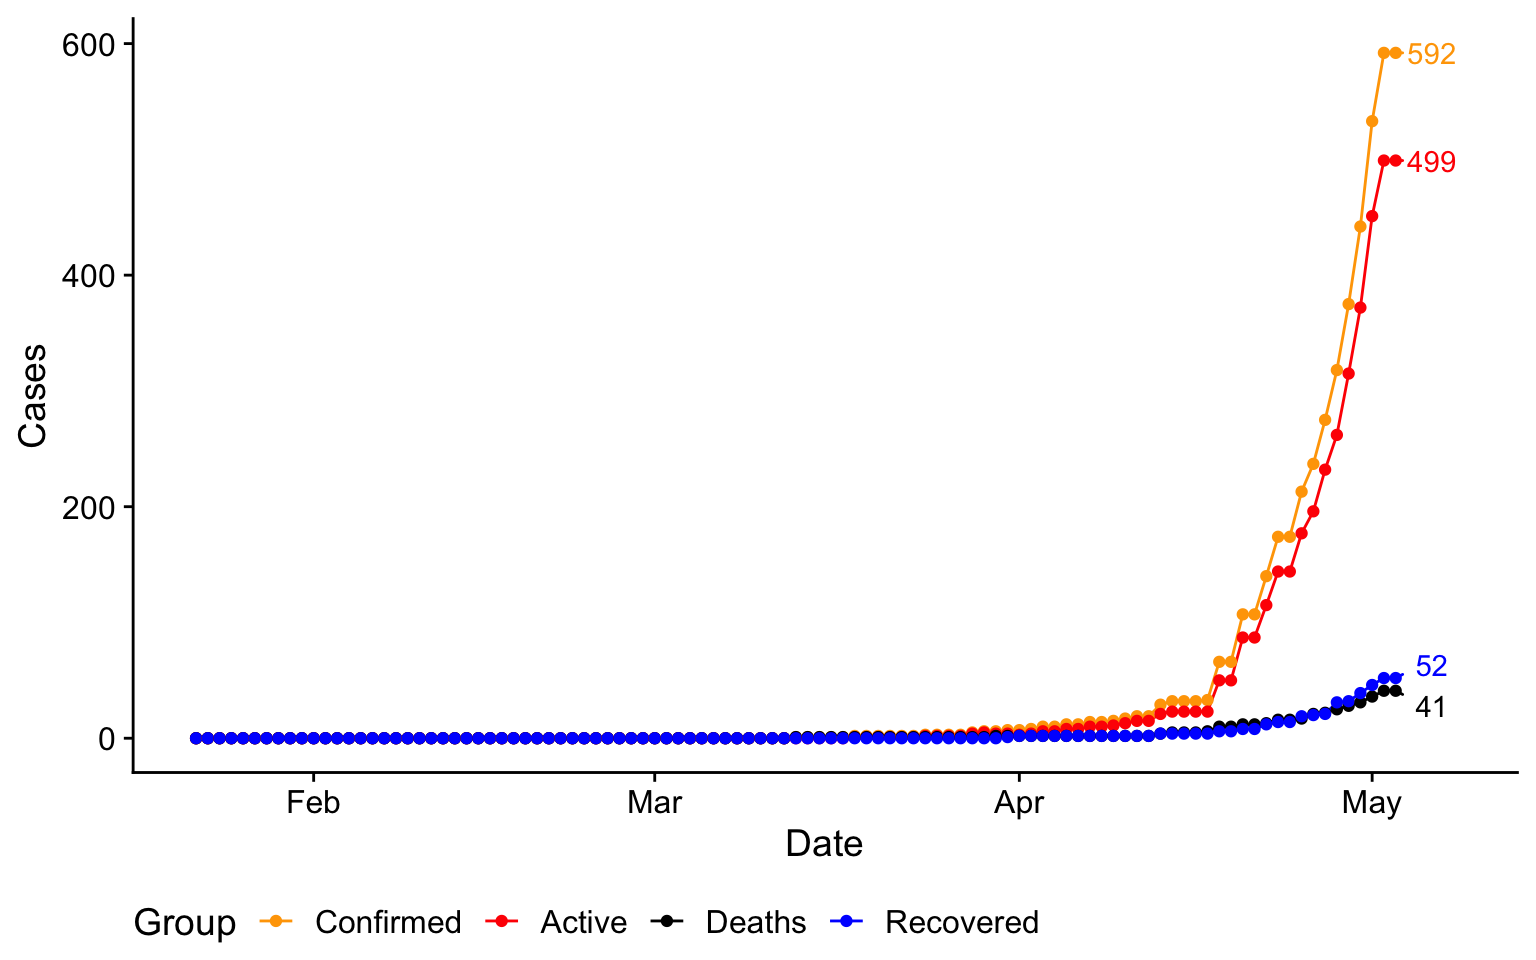 600
592
499
400
Cases
200
52
41
0
Feb Mar Apr May
Date
Group Confirmed Active Deaths Recovered